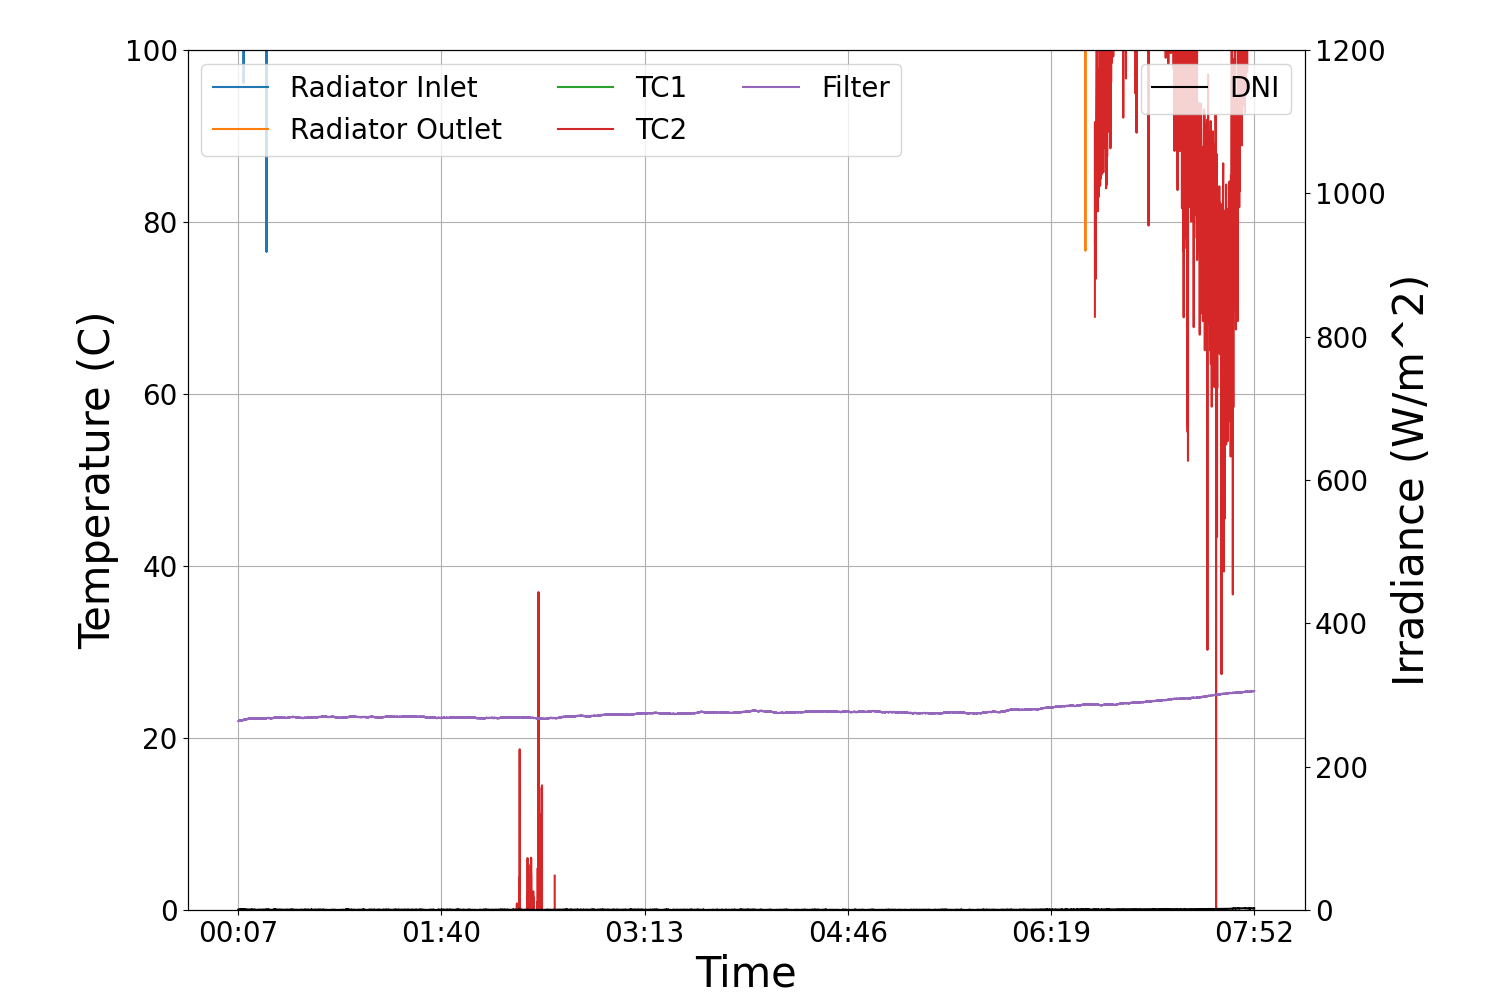 Radiator Inlet
Radiator Outlet
TC1
TC2
Filter
DNI
Temperature (C)
100
80
60
40
20
0
1200
1000
800
600
400
200
0
Irradiance (W/m^2)
00:07 01:40 03:13 04:46 06:19 07:52
Time